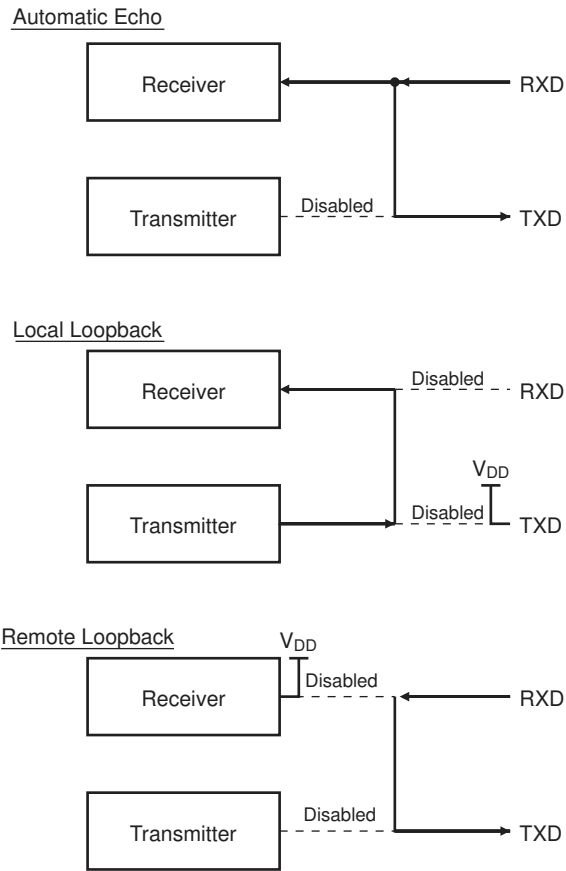 Automatic Echo
Receiver
RXD
Transmitter
Disabled
TXD
Local Loopback
Receiver
Disabled
RXD
VDD
Transmitter
Disabled
TXD
Remote Loopback
VDD
Receiver
Disabled
RXD
Transmitter
Disabled
TXD